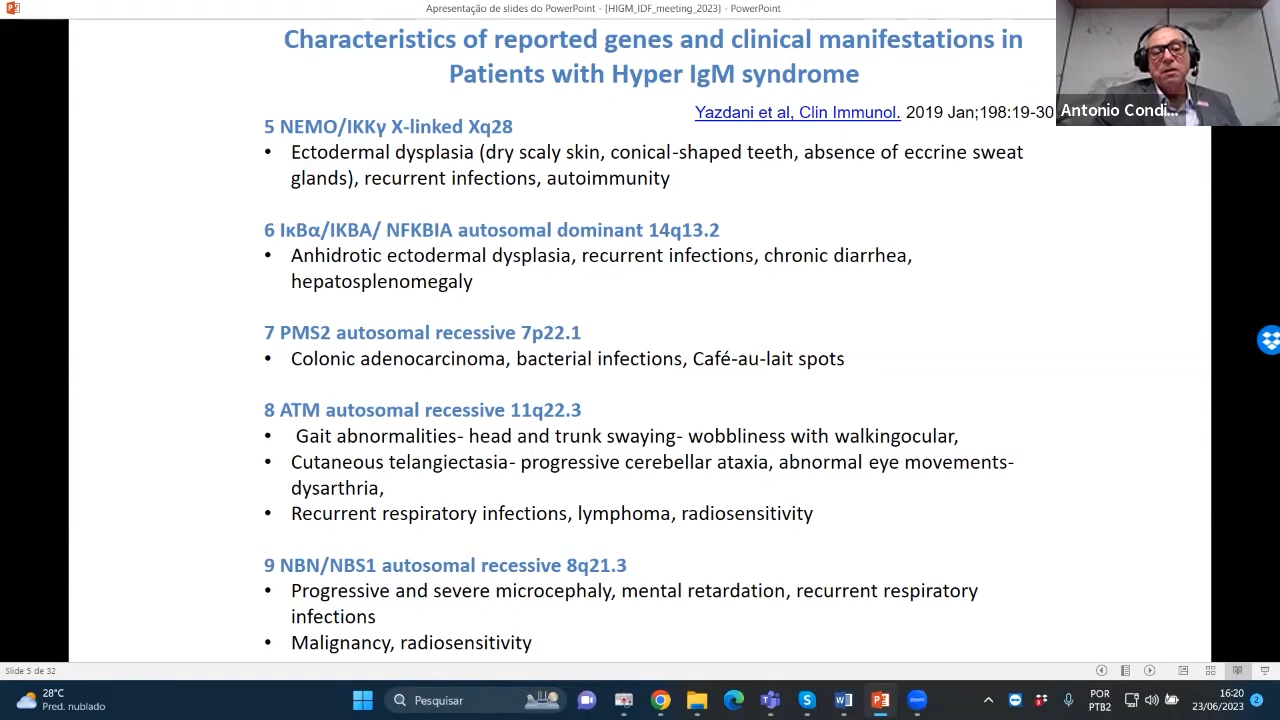 Apresentação de slides do PowerPoint - [HIGM_IDF_meeting_2023] - PowerPoint
Characteristics of reported genes and clinical manifestations in
Patients with Hyper IgM syndrome
Yazdani et al, Clin Immunol. 2019 Jan;198:19-30
Antonio Condi...
5 NEMO/IKKγ X-linked Xq28
• Ectodermal dysplasia (dry scaly skin, conical-shaped teeth, absence of eccrine sweat
glands), recurrent infections, autoimmunity
6 IκBα/IKBA/ NFKBIA autosomal dominant 14q13.2
• Anhidrotic ectodermal dysplasia, recurrent infections, chronic diarrhea,
hepatosplenomegaly
7 PMS2 autosomal recessive 7p22.1
• Colonic adenocarcinoma, bacterial infections, Café-au-lait spots
8 ATM autosomal recessive 11q22.3
• Gait abnormalities- head and trunk swaying- wobbliness with walkingocular,
• Cutaneous telangiectasia- progressive cerebellar ataxia, abnormal eye movements-
dysarthria,
• Recurrent respiratory infections, lymphoma, radiosensitivity
9 NBN/NBS1 autosomal recessive 8q21.3
• Progressive and severe microcephaly, mental retardation, recurrent respiratory
infections
• Malignancy, radiosensitivity
Slide 5 de 32
28°C
Pred. nublado
Pesquisar
zoom
POR
PTB2
16:20
23/06/2023
2